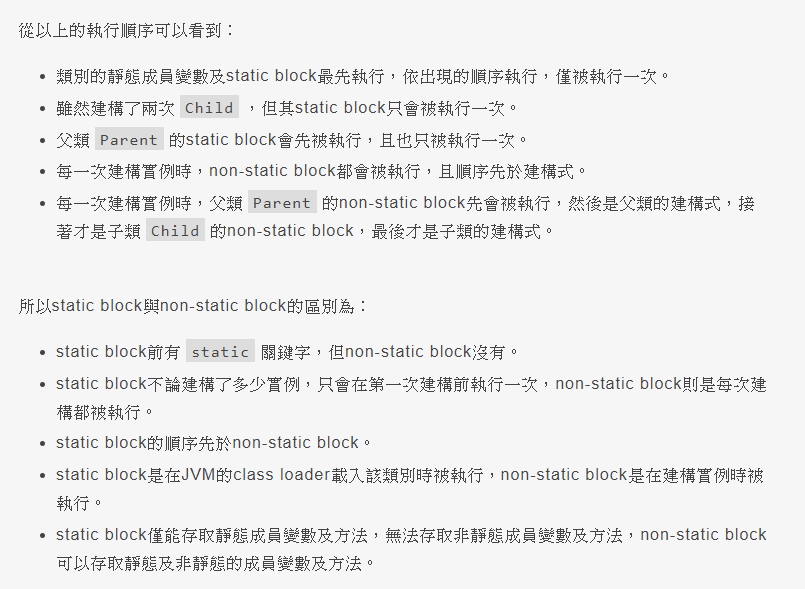 從以上的執行順序可以看到：
• 類別的靜態成員變數及static block最先執行，依出現的順序執行，僅被執行一次。
• 雖然建構了兩次 Child ，但其static block只會被執行一次。
• 父類 Parent 的static block會先被執行，且也只被執行一次。
• 每一次建構實例時，non-static block都會被執行，且順序先於建構式。
• 每一次建構實例時，父類 Parent 的non-static block先會被執行，然後是父類的建構式，接
著才是子類 Child 的non-static block，最後才是子類的建構式。
所以static block與non-static block的區別為：
• static block前有 static 關鍵字，但non-static block沒有。
• static block不論建構了多少實例，只會在第一次建構前執行一次，non-static block則是每次建
構都被執行。
• static block的順序先於non-static block。
• static block是在JVM的class loader載入該類別時被執行，non-static block是在建構實例時被
執行。
• static block僅能存取靜態成員變數及方法，無法存取非靜態成員變數及方法，non-static block
可以存取靜態及非靜態的成員變數及方法。